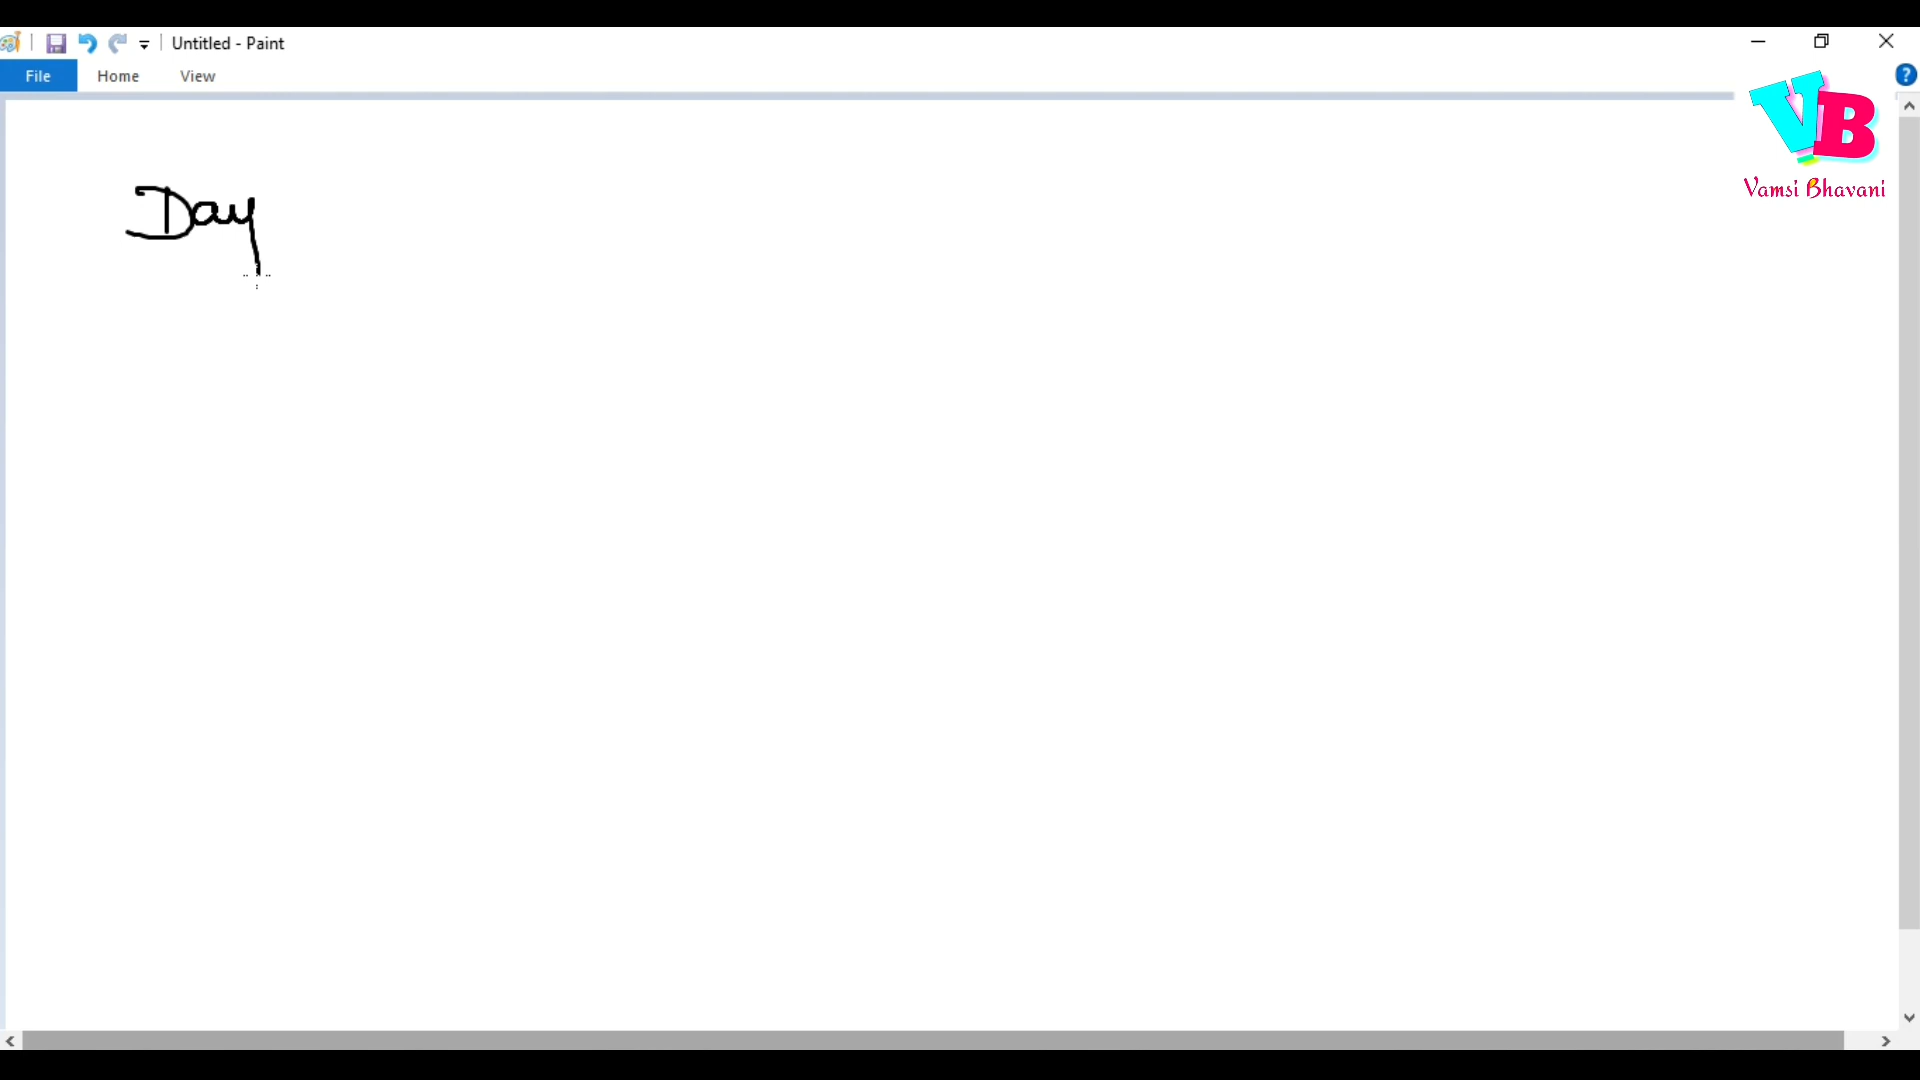 Untitled - Paint
File Home View
?
VB
Vamsi Bhavani
Day